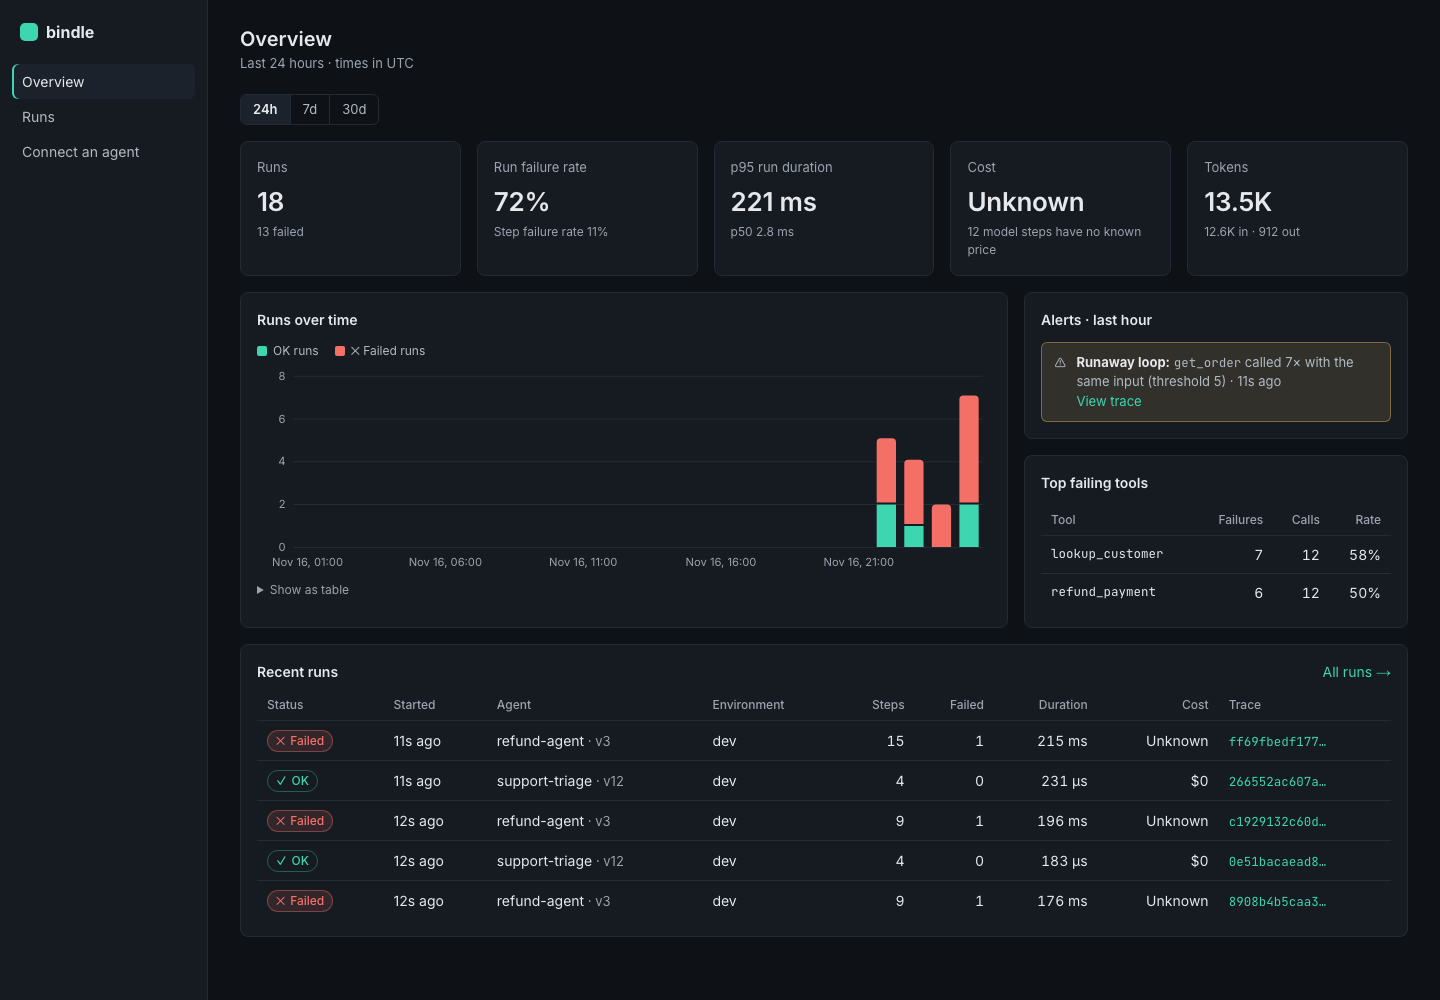 bindle
Overview
Runs
Connect an agent
Overview
Last 24 hours · times in UTC
24h 7d 30d
Runs
18
13 failed
Run failure rate
72%
Step failure rate 11%
p95 run duration
221 ms
p50 2.8 ms
Cost
Unknown
12 model steps have no known
price
Tokens
13.5K
12.6K in · 912 out
Runs over time
OK runs × Failed runs
8
6
4
2
0
Nov 16, 01:00 Nov 16, 06:00 Nov 16, 11:00 Nov 16, 16:00 Nov 16, 21:00
▶ Show as table
Alerts · last hour
⚠ Runaway loop: get_order called 7× with the
same input (threshold 5) · 11s ago
View trace
Top failing tools
Tool Failures Calls Rate
lookup_customer 7 12 58%
refund_payment 6 12 50%
Recent runs
All runs →
Status Started Agent Environment Steps Failed Duration Cost Trace
× Failed 11s ago refund-agent · v3 dev 15 1 215 ms Unknown ff69fbedf177…
✓ OK 11s ago support-triage · v12 dev 4 0 231 µs $0 266552ac607a…
× Failed 12s ago refund-agent · v3 dev 9 1 196 ms Unknown c1929132c60d…
✓ OK 12s ago support-triage · v12 dev 4 0 183 µs $0 0e51bacaead8…
× Failed 12s ago refund-agent · v3 dev 9 1 176 ms Unknown 8908b4b5caa3…